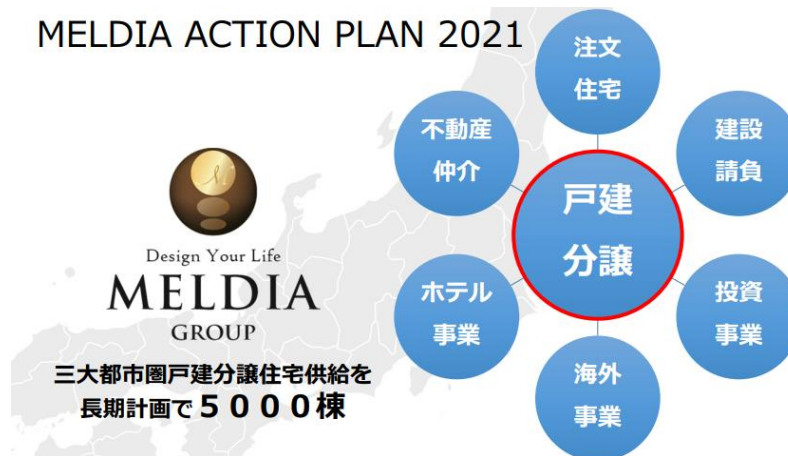 MELDIA ACTION PLAN 2021
Design Your Life
MELDIA
GROUP
三大都市圏戸建分譲住宅供給を
長期計画で5000棟
戸建
分譲
注文
住宅
建設
請負
投資
事業
海外
事業
ホテル
事業
不動産
仲介